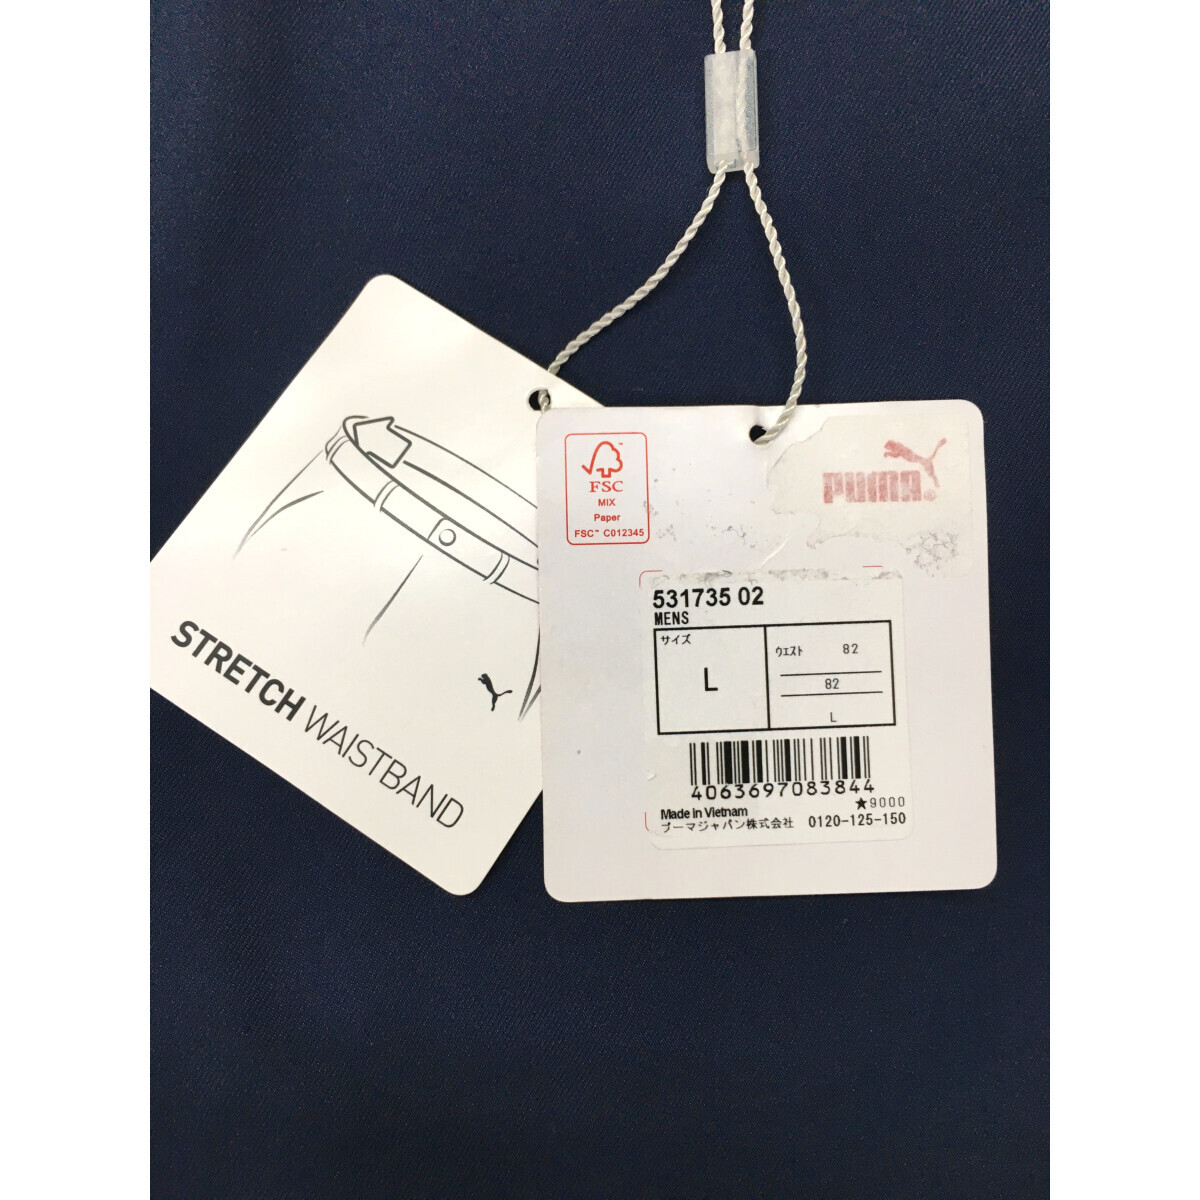 STRETCH WAISTBAND
FSC
MIX
Paper
FSC™ C012345
PUMA®
531735 02
MENS
サイズ
L
ウエスト 82
82
L
4063697083844
★9000
Made in Vietnam
プーマジャパン株式会社 0120-125-150